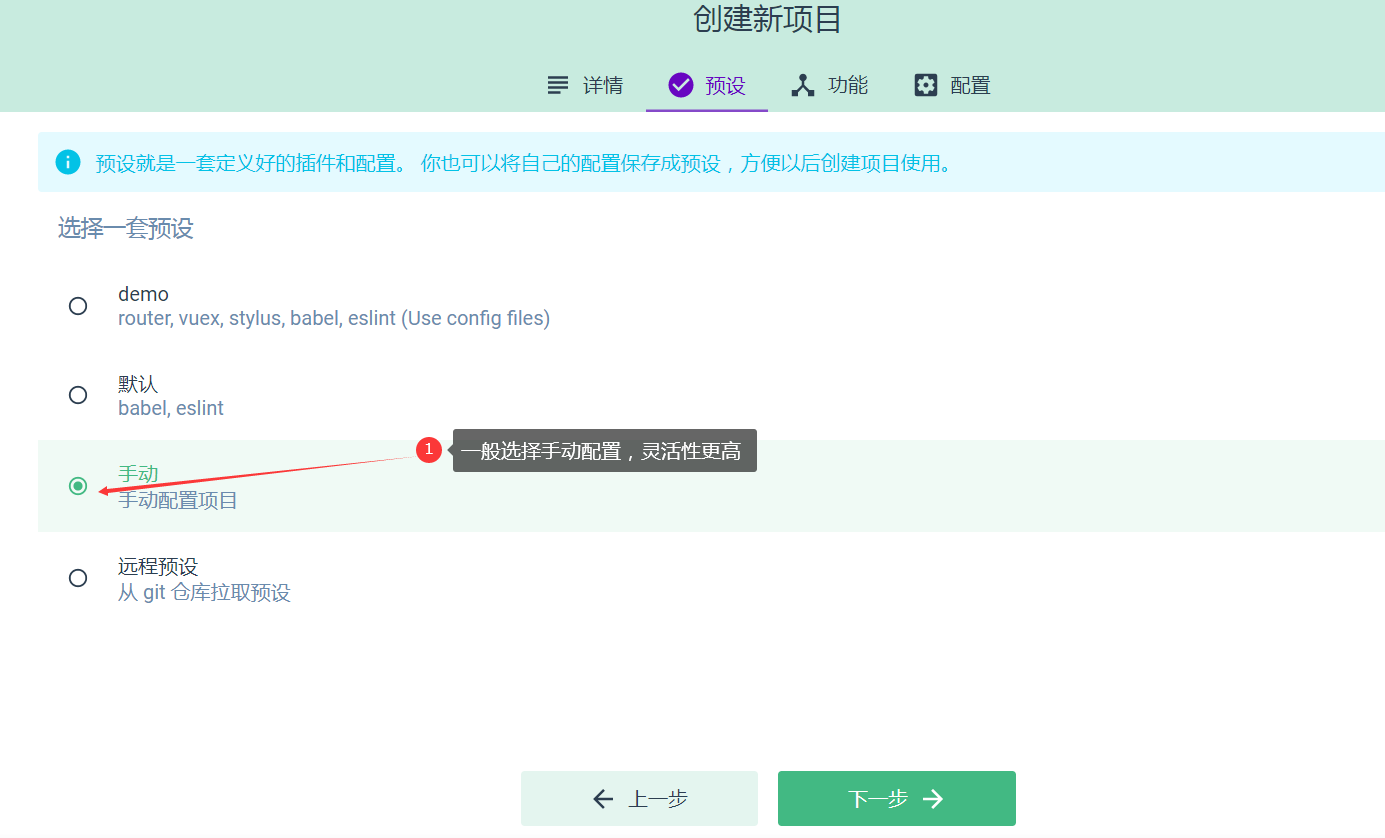 创建新项目
详情 预设 功能 配置
预设就是一套定义好的插件和配置。 你也可以将自己的配置保存成预设，方便以后创建项目使用。
选择一套预设
demo
router, vuex, stylus, babel, eslint (Use config files)
默认
babel, eslint
1 一般选择手动配置，灵活性更高
手动
手动配置项目
远程预设
从 git 仓库拉取预设
上一步 下一步